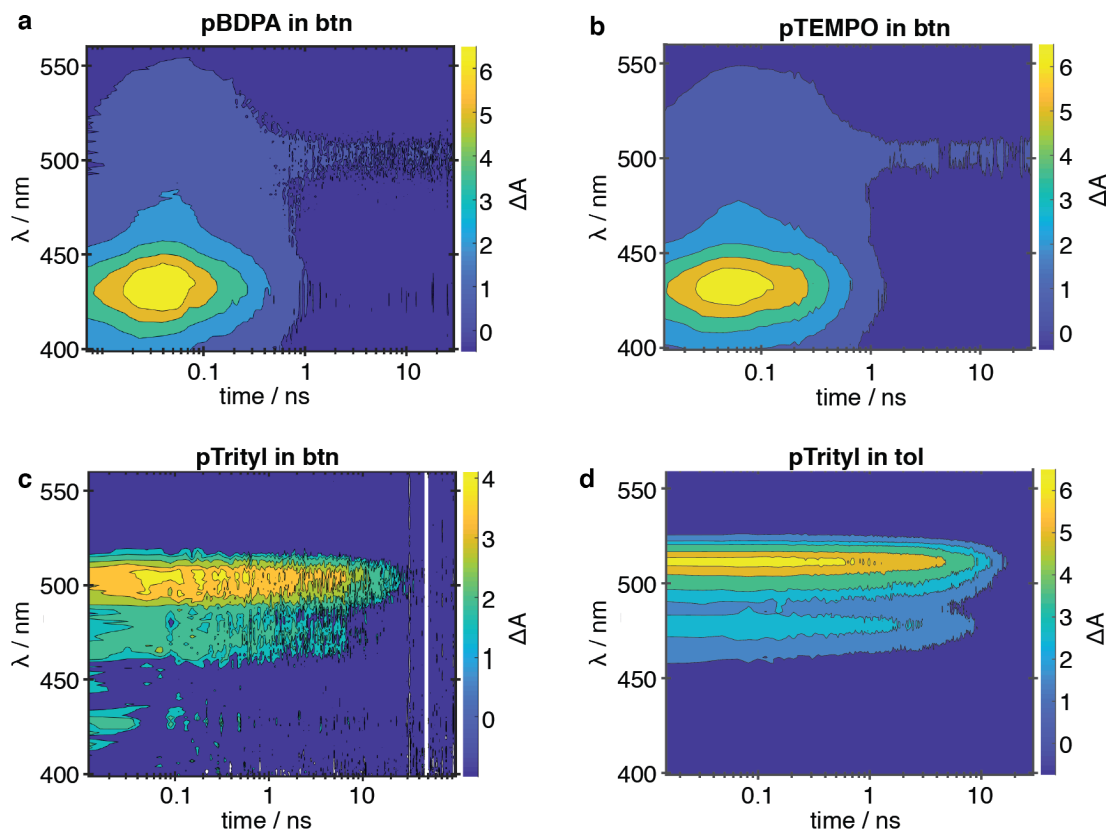 a
pBDPA in btn
550
500
450
400
λ / nm
0.1
1
10
time / ns
6
5
4
3
2
1
0
ΔA
b
pTEMPO in btn
550
500
450
400
λ / nm
0.1
1
10
time / ns
6
5
4
3
2
1
0
ΔA
c
pTrityl in btn
550
500
450
400
λ / nm
0.1
1
10
time / ns
4
3
2
1
0
ΔA
d
pTrityl in tol
550
500
450
400
λ / nm
0.1
1
10
time / ns
6
5
4
3
2
1
0
ΔA